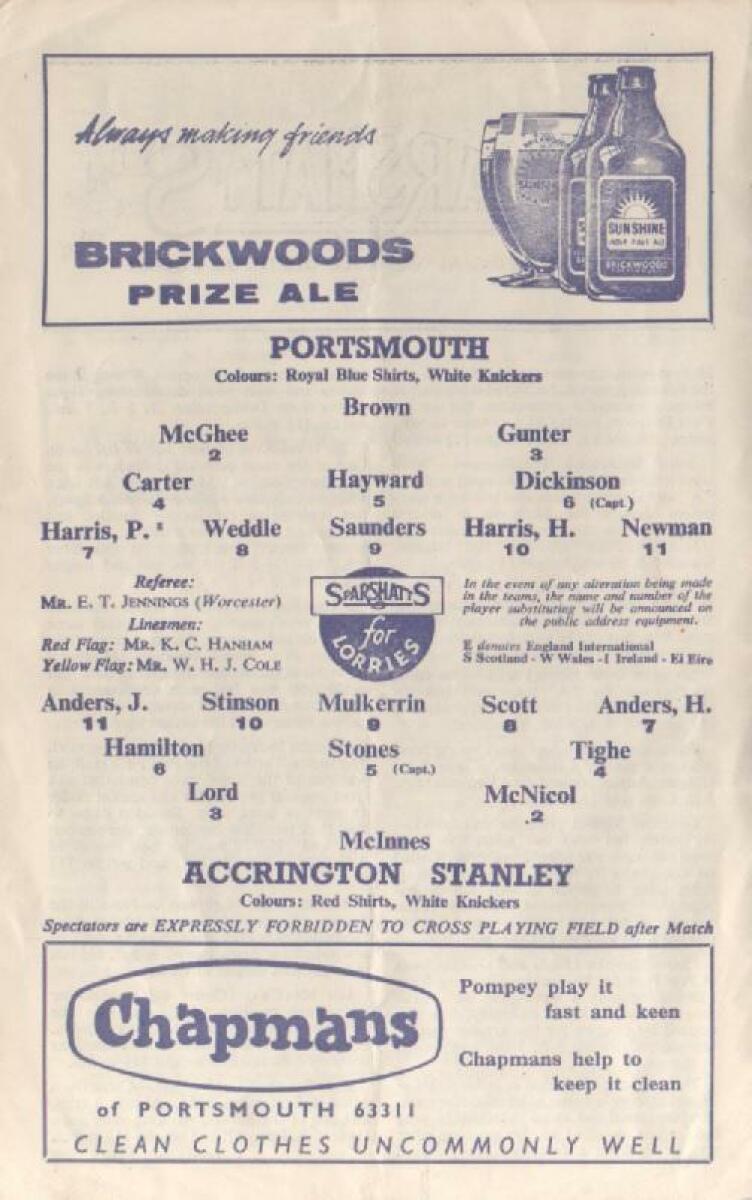 Always making friends
BRICKWOODS
PRIZE ALE
SUNSHINE
INDIA PALE ALE
BRICKWOODS
PORTSMOUTH
Colours: Royal Blue Shirts, White Knickers
Brown
McGhee Gunter
2 3
Carter Hayward Dickinson
4 5 6 (Capt.)
Harris, P. E Weddle Saunders Harris, H. Newman
7 8 9 10 11
Referee:
MR. E. T. JENNINGS (Worcester)
Linesmen:
Red Flag: MR. K. C. HANHAM
Yellow Flag: MR. W. H. J. COLE
SPARSHATTS
for
LORRIES
In the event of any alteration being made
in the teams, the name and number of the
player substituting will be announced on
the public address equipment.
E denotes England International
S Scotland - W Wales - I Ireland - Ei Eire
Anders, J. Stinson Mulkerrin Scott Anders, H.
11 10 9 8 7
Hamilton Stones Tighe
6 5 (Capt.) 4
Lord McNicol
3 2
McInnes
ACCRINGTON STANLEY
Colours: Red Shirts, White Knickers
Spectators are EXPRESSLY FORBIDDEN TO CROSS PLAYING FIELD after Match
Chapmans
of PORTSMOUTH 63311
Pompey play it
fast and keen
Chapmans help to
keep it clean
CLEAN CLOTHES UNCOMMONLY WELL